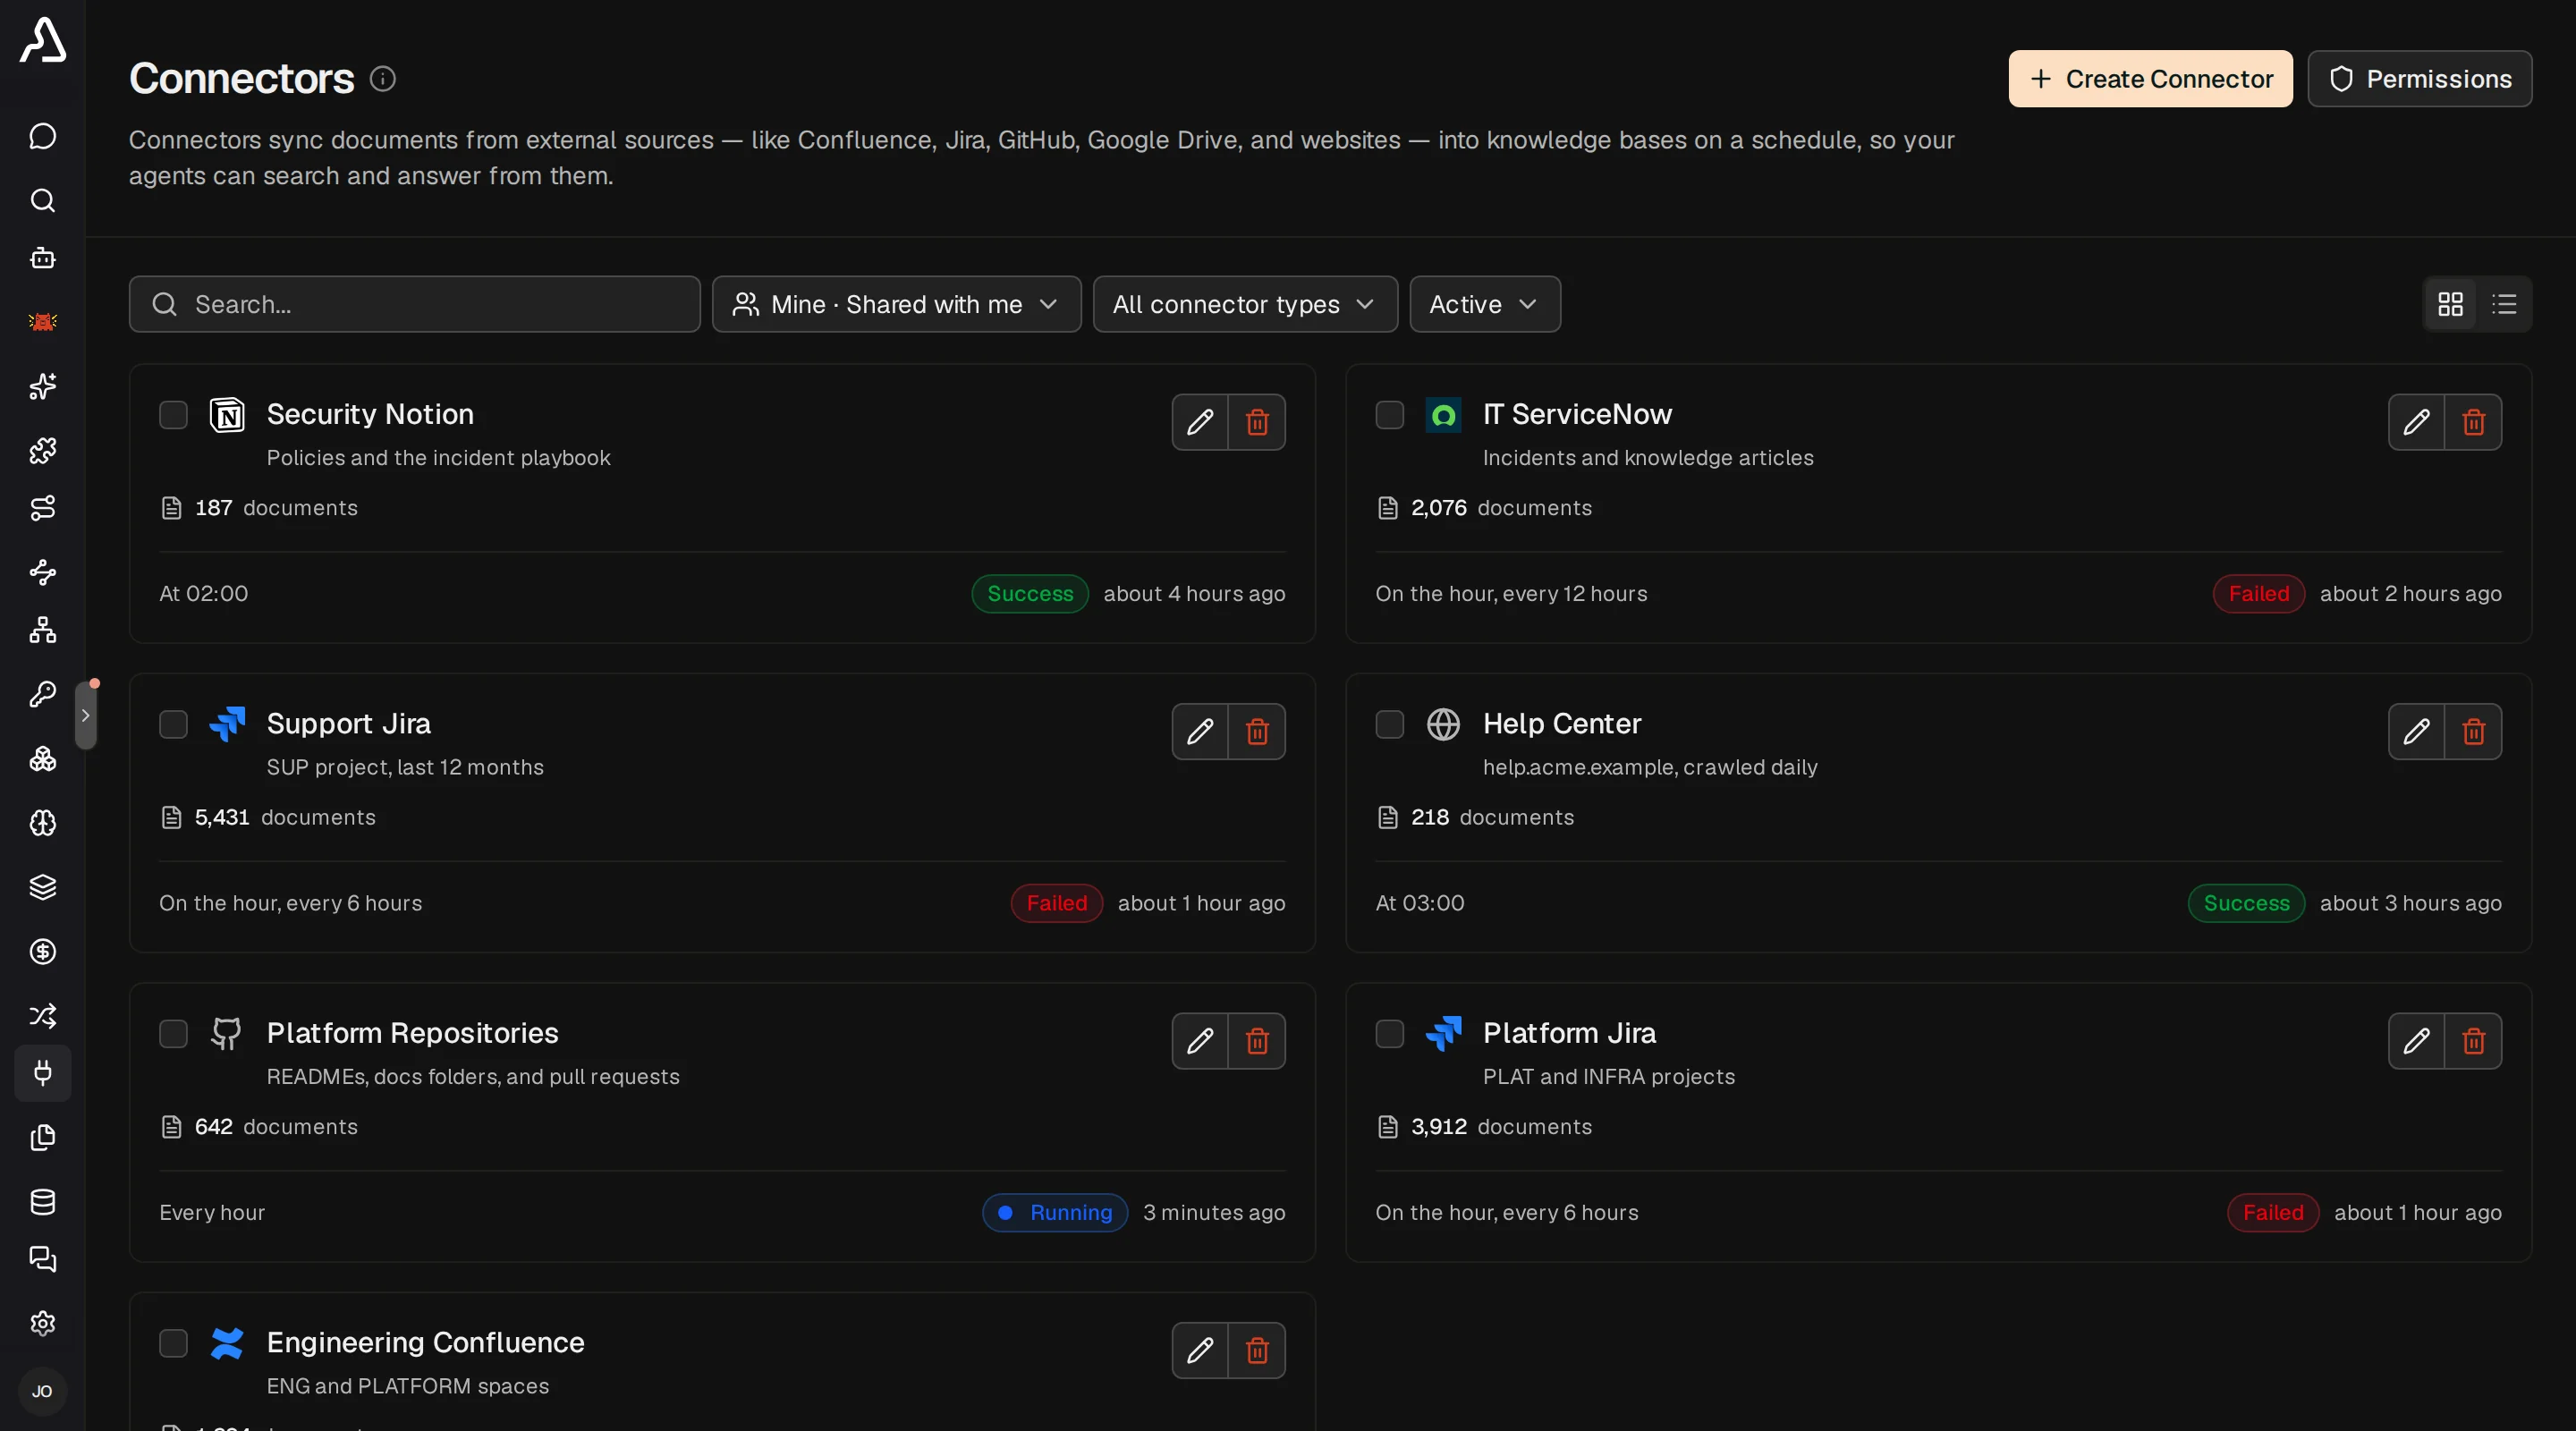 Connectors
Create Connector
Permissions
Connectors sync documents from external sources — like Confluence, Jira, GitHub, Google Drive, and websites — into knowledge bases on a schedule, so your
agents can search and answer from them.
Search...
Mine · Shared with me
All connector types
Active
Security Notion
Policies and the incident playbook
187 documents
At 02:00
Success
about 4 hours ago
IT ServiceNow
Incidents and knowledge articles
2,076 documents
On the hour, every 12 hours
Failed
about 2 hours ago
Support Jira
SUP project, last 12 months
5,431 documents
On the hour, every 6 hours
Failed
about 1 hour ago
Help Center
help.acme.example, crawled daily
218 documents
At 03:00
Success
about 3 hours ago
Platform Repositories
READMEs, docs folders, and pull requests
642 documents
Every hour
Running
3 minutes ago
Platform Jira
PLAT and INFRA projects
3,912 documents
On the hour, every 6 hours
Failed
about 1 hour ago
Engineering Confluence
ENG and PLATFORM spaces
JO